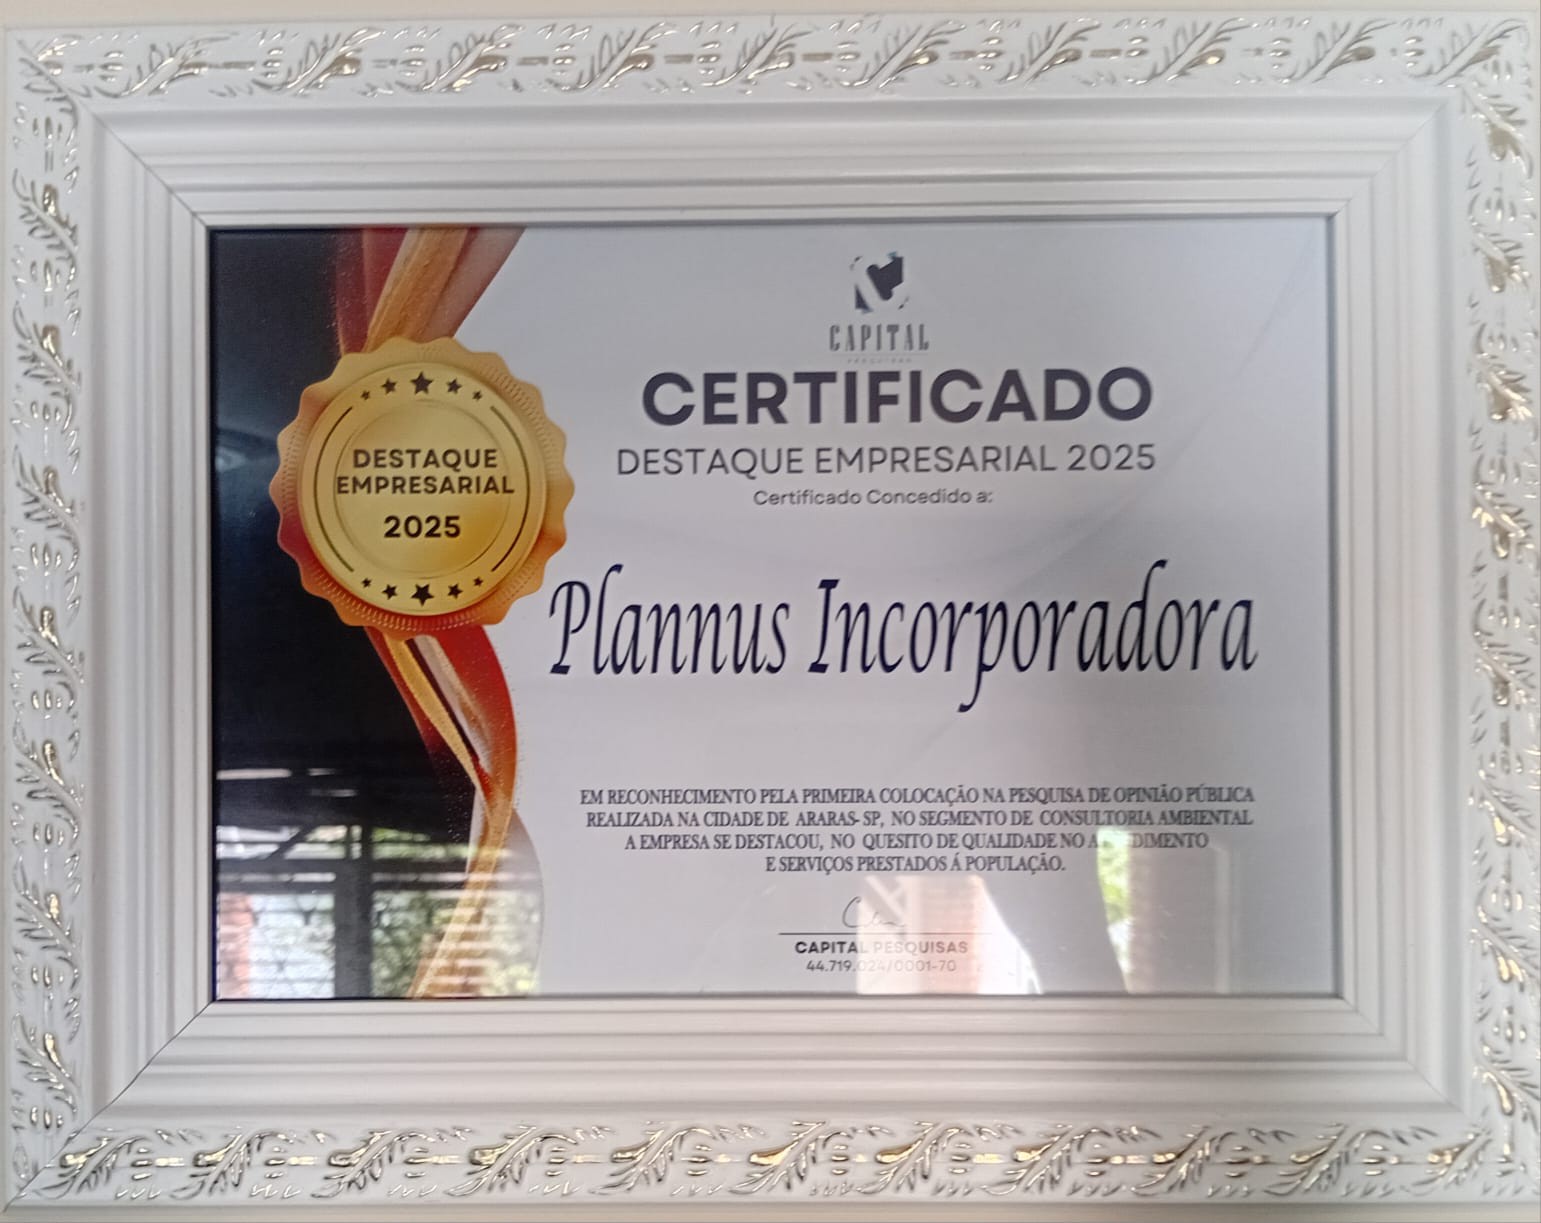 CAPITAL
CERTIFICADO
DESTAQUE EMPRESARIAL 2025
Certificado Concedido a:
DESTAQUE
EMPRESARIAL
2025
Plannus Incorporadora
EM RECONHECIMENTO PELA PRIMEIRA COLOCAÇÃO NA PESQUISA DE OPINIÃO PÚBLICA
REALIZADA NA CIDADE DE ARARAS- SP, NO SEGMENTO DE CONSULTORIA AMBIENTAL
A EMPRESA SE DESTACOU, NO QUESITO DE QUALIDADE NO
E SERVIÇOS PRESTADOS Á POPULAÇÃO.
CAPITAL PESQUISAS
44.719.024/0001-70